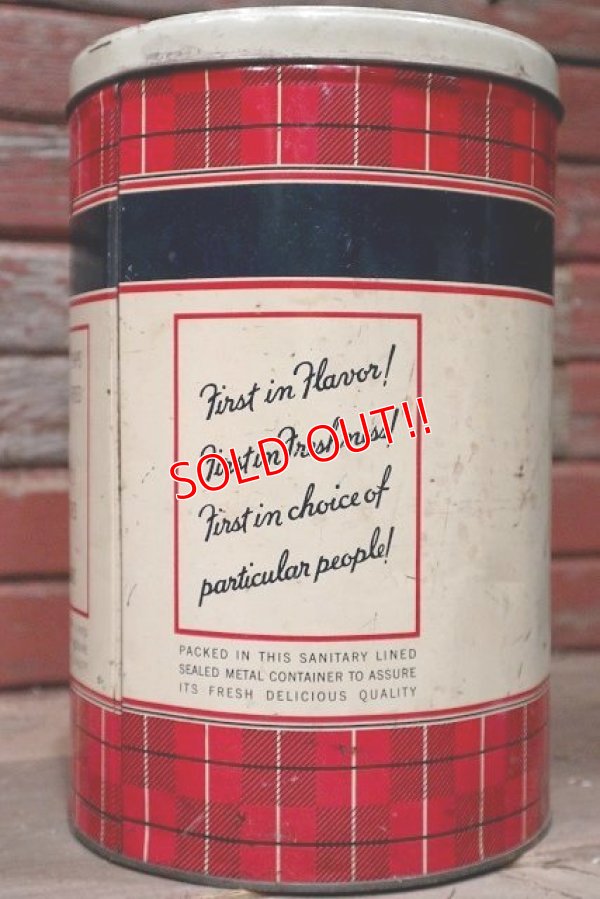 First in Flavor!
First in Freshness!
First in choice of
particular people!
SOLD OUT!!
PACKED IN THIS SANITARY LINED
SEALED METAL CONTAINER TO ASSURE
ITS FRESH DELICIOUS QUALITY